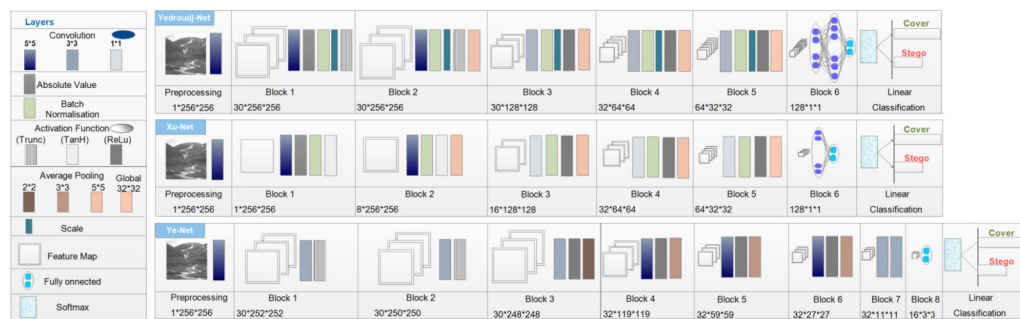 Layers
Convolution
5*5 3*3 1*1
Absolute Value
Batch
Normalisation
Activation Function
(Trunc) (TanH) (ReLu)
Average Pooling
2*2 3*3 5*5 Global
32*32
Scale
Feature Map
Fully onnected
Softmax
Yedroudj-Net
Cover
Stego
Preprocessing Block 1 Block 2 Block 3 Block 4 Block 5 Block 6 Linear
1*256*256 30*256*256 30*256*256 30*128*128 32*64*64 64*32*32 128*1*1 Classification
Xu-Net
Cover
Stego
Preprocessing Block 1 Block 2 Block 3 Block 4 Block 5 Block 6 Linear
1*256*256 1*256*256 8*256*256 16*128*128 32*64*64 64*32*32 128*1*1 Classification
Ye-Net
Cover
Stego
Preprocessing Block 1 Block 2 Block 3 Block 4 Block 5 Block 6 Block 7 Block 8 Linear
1*256*256 30*252*252 30*250*250 30*248*248 32*119*119 32*59*59 32*27*27 32*11*11 16*3*3 Classification